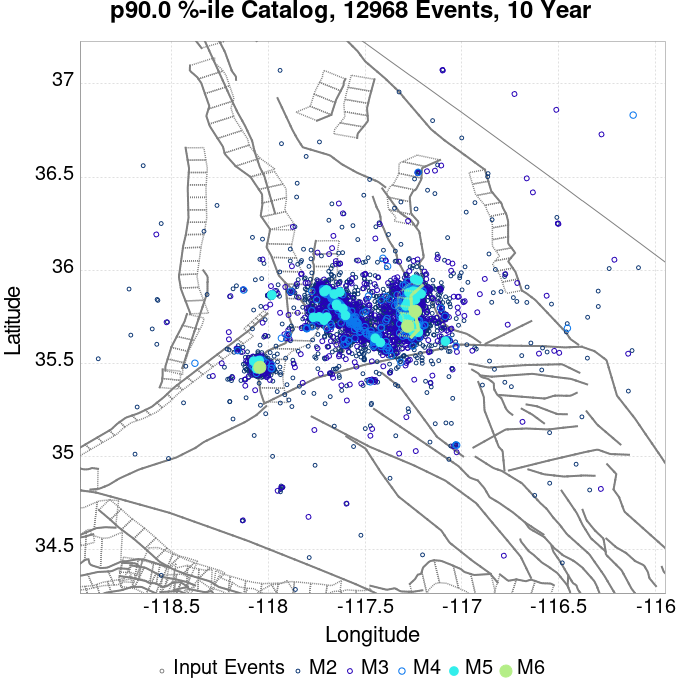 p90.0 %-ile Catalog, 12968 Events, 10 Year
Latitude
37
36.5
36
35.5
35
34.5
-118.5 -118 -117.5 -117 -116.5 -116
Longitude
Input Events M2 M3 M4 M5 M6